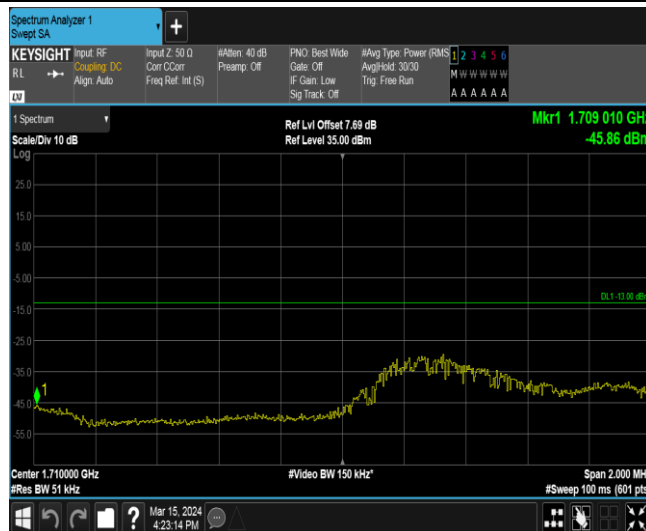 Spectrum Analyzer 1
Swept SA
+
KEYSIGHT
RL
Input: RF
Coupling: DC
Align: Auto
Input Z: 50 Ω
Corr CCorr
Freq Ref: Int (S)
#Atten: 40 dB
Preamp: Off
PNO: Best Wide
Gate: Off
IF Gain: Low
Sig Track: Off
#Avg Type: Power (RMS
Avg|Hold: 30/30
Trig: Free Run
1 2 3 4 5 6
M W W W W W
A A A A A A
1 Spectrum
Scale/Div 10 dB
Ref Lvl Offset 7.69 dB
Ref Level 35.00 dBm
Mkr1 1.709 010 GHz
-45.86 dBm
Log
25.0
15.0
5.00
-5.00
-15.0
-25.0
-35.0
-45.0
-55.0
DL1 -13.00 dBm
1
Center 1.710000 GHz
#Res BW 51 kHz
#Video BW 150 kHz*
Span 2.000 MH
#Sweep 100 ms (601 pts
?
Mar 15, 2024
4:23:14 PM